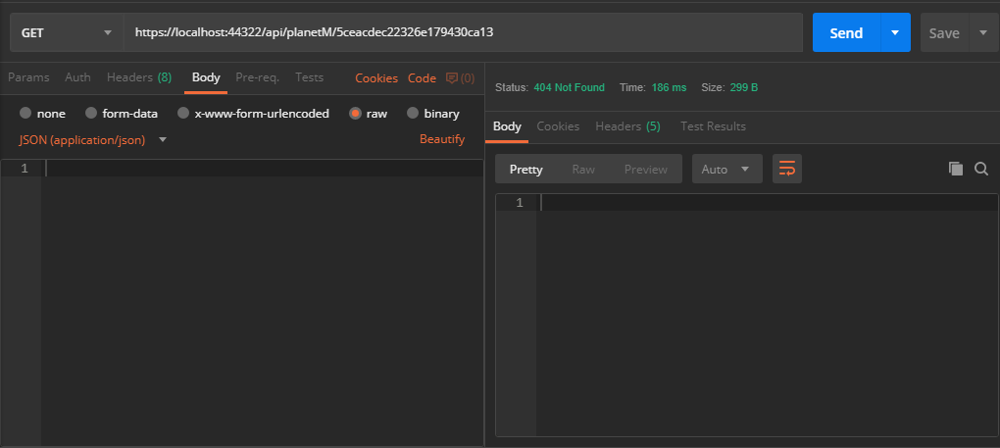 GET https://localhost:44322/api/planetM/5ceacdec22326e179430ca13 Send Save
Params Auth Headers (8) Body Pre-req. Tests Cookies Code (0)
none form-data x-www-form-urlencoded raw binary
JSON (application/json) Beautify
1
Status: 404 Not Found Time: 186 ms Size: 299 B
Body Cookies Headers (5) Test Results
Pretty Raw Preview Auto
1